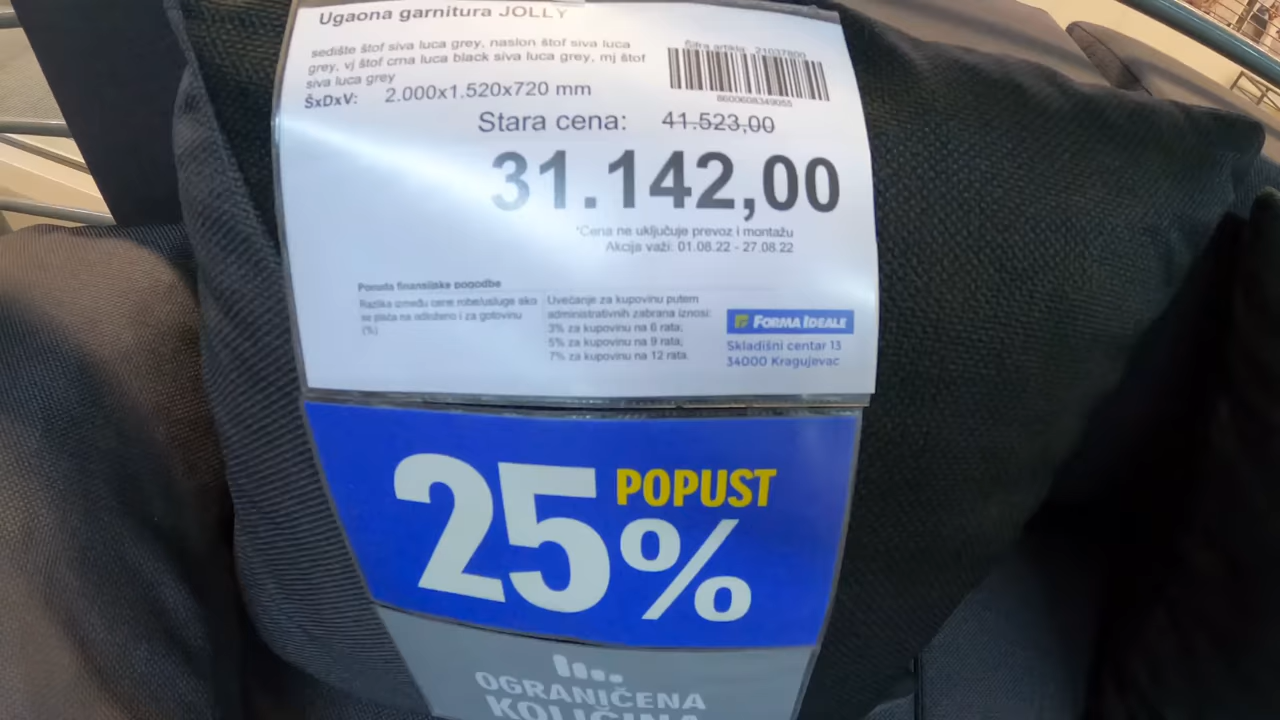 Ugaona garnitura JOLLY
sedište štof siva luca grey, naslon štof siva luca
grey, vj štof crna luca black siva luca grey, mj štof
siva luca grey
ŠxDxV: 2.000x1.520x720 mm
Šifra artikla: 21037800
8600608349055
Stara cena: 41.523,00
31.142,00
*Cena ne uključuje prevoz i montažu
Akcija važi: 01.08.22 - 27.08.22
Ponuda finansijske pogodbe
Razlika između cene robe/usluge ako
se plaća na odloženo i za gotovinu
(%)
Uvećanje za kupovinu putem
administrativnih zabrana iznosi:
3% za kupovinu na 6 rata;
5% za kupovinu na 9 rata;
7% za kupovinu na 12 rata.
FORMA IDEALE
Skladišni centar 13
34000 Kragujevac
25% POPUST
OGRANIČENA
KOLIČINA